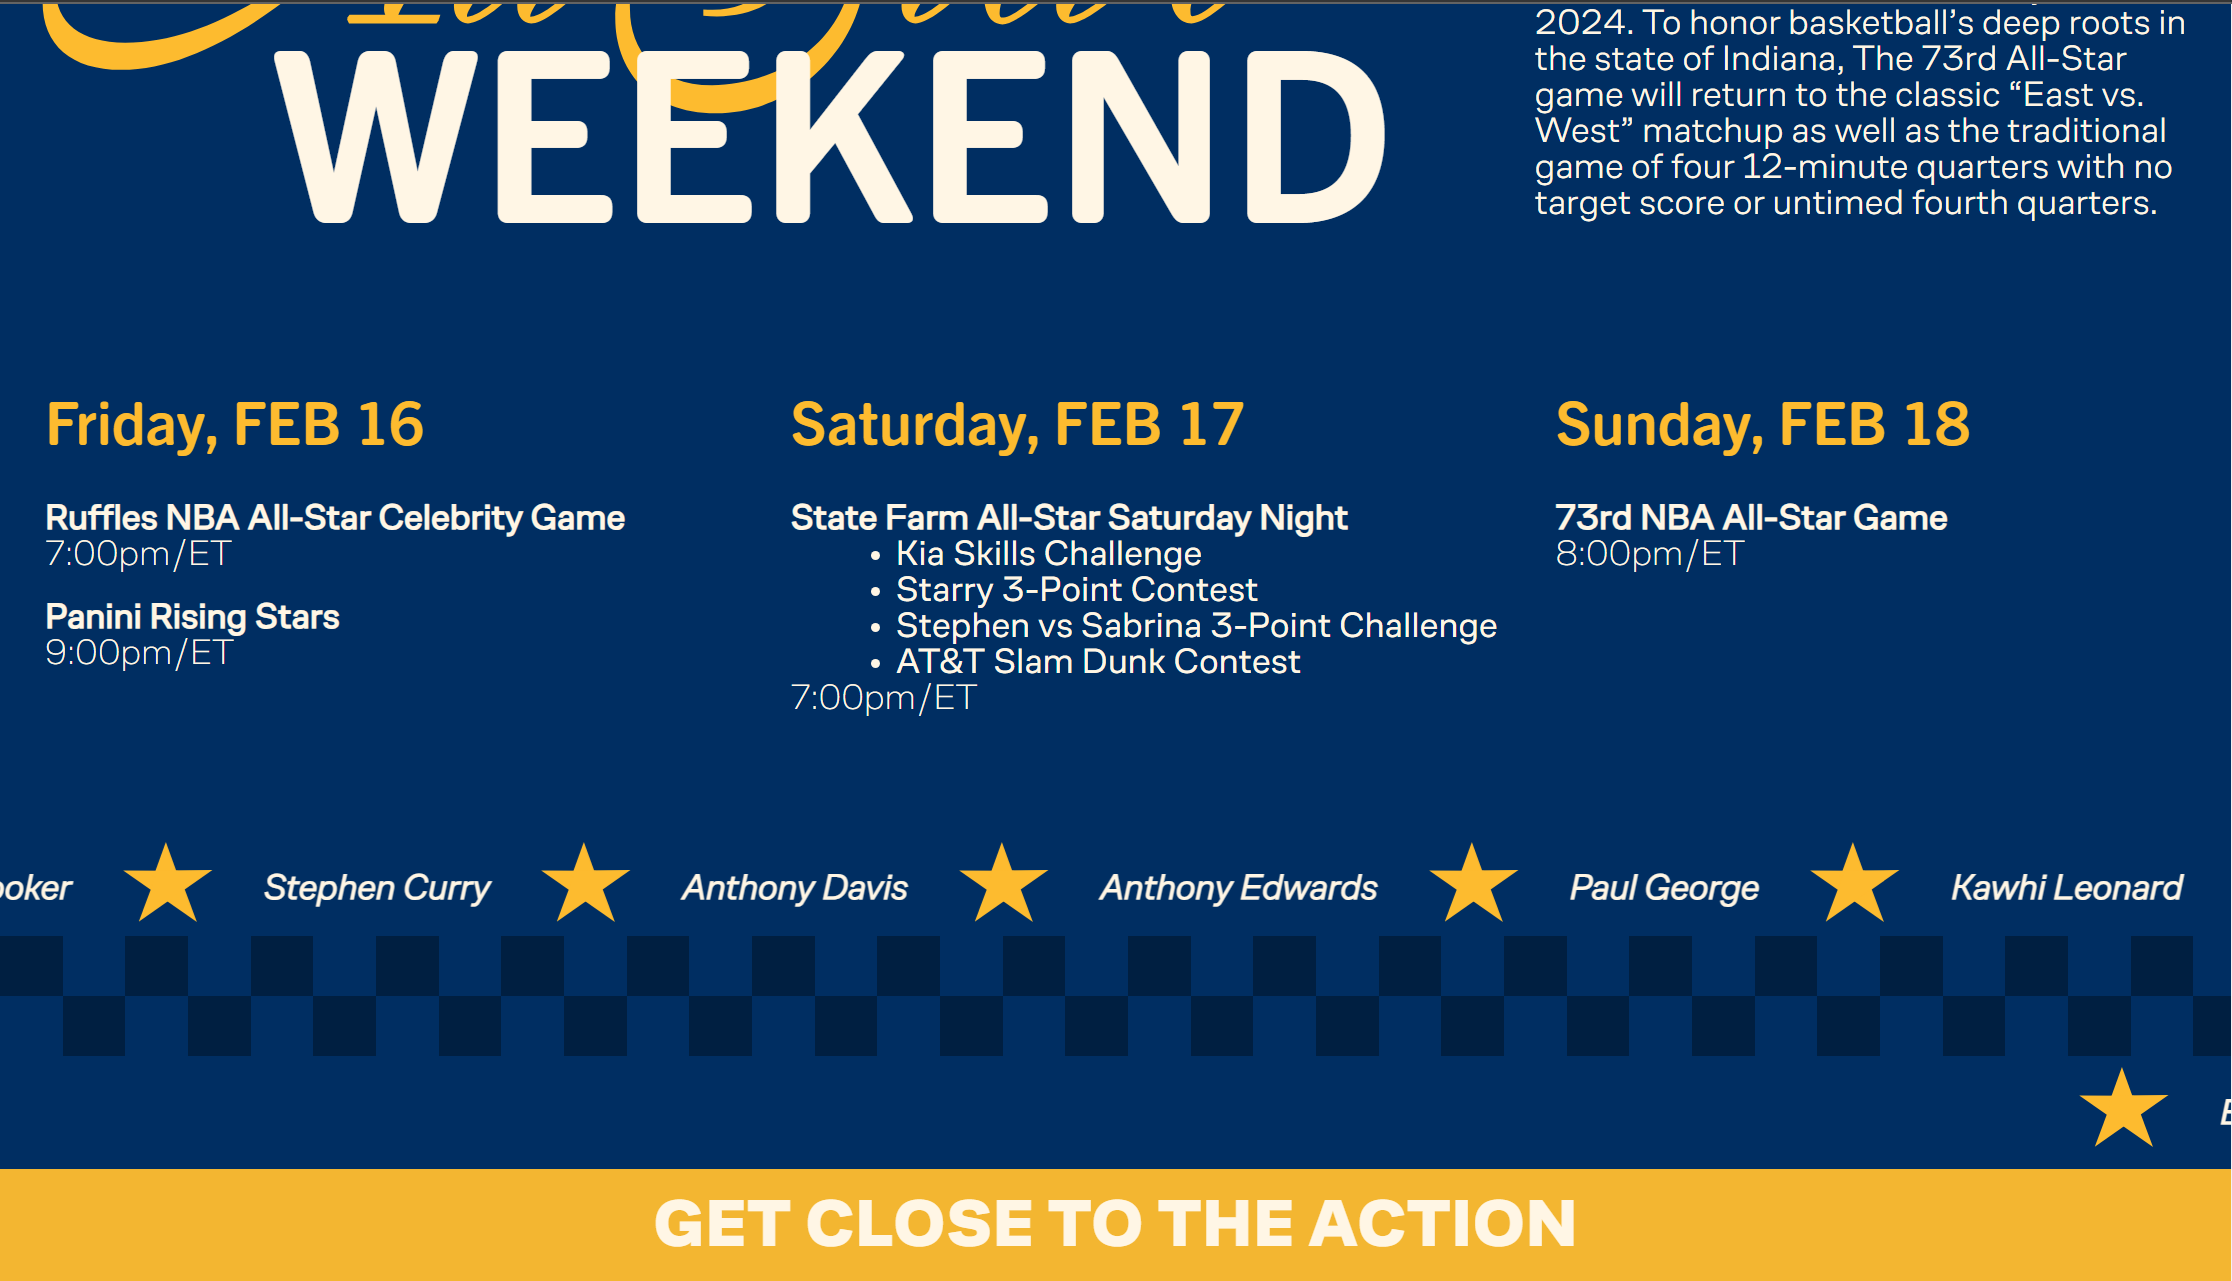 WEEKEND
2024. To honor basketball’s deep roots in
the state of Indiana, The 73rd All-Star
game will return to the classic “East vs.
West” matchup as well as the traditional
game of four 12-minute quarters with no
target score or untimed fourth quarters.
Friday, FEB 16
Ruffles NBA All-Star Celebrity Game
7:00pm/ET
Panini Rising Stars
9:00pm/ET
Saturday, FEB 17
State Farm All-Star Saturday Night
• Kia Skills Challenge
• Starry 3-Point Contest
• Stephen vs Sabrina 3-Point Challenge
• AT&T Slam Dunk Contest
7:00pm/ET
Sunday, FEB 18
73rd NBA All-Star Game
8:00pm/ET
oker ★ Stephen Curry ★ Anthony Davis ★ Anthony Edwards ★ Paul George ★ Kawhi Leonard
GET CLOSE TO THE ACTION